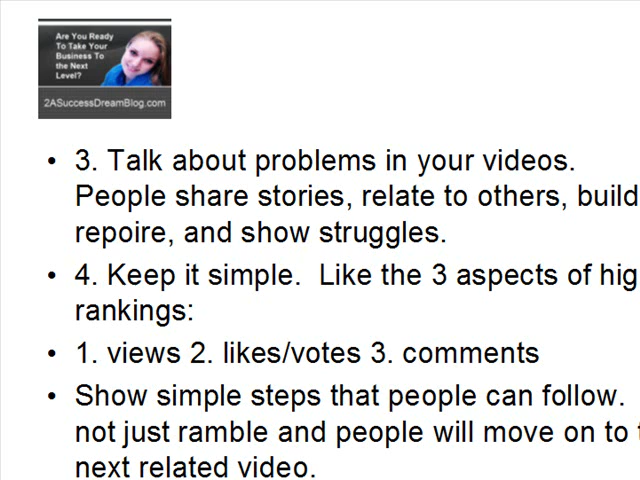 Are You Ready
To Take Your
Business To
the Next
Level?
2ASuccessDreamBlog.com
• 3. Talk about problems in your videos.
People share stories, relate to others, build
repoire, and show struggles.
• 4. Keep it simple.  Like the 3 aspects of hig
rankings:
• 1. views 2. likes/votes 3. comments
• Show simple steps that people can follow.
not just ramble and people will move on to t
next related video.